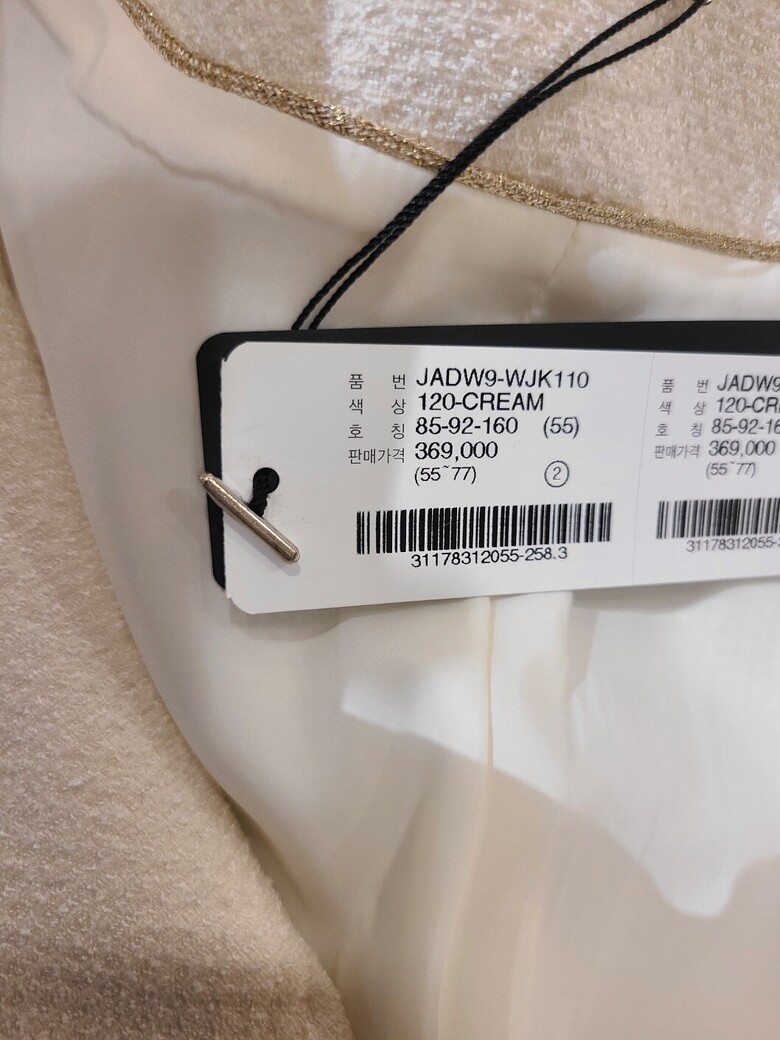 품 번 JADW9-WJK110
색 상 120-CREAM
호 칭 85-92-160 (55)
판매가격 369,000
(55~77) ②
31178312055-258.3
품 번 JADW9
색 상 120-CR
호 칭 85-92-16
판매가격 369,000
(55~77)
31178312055-